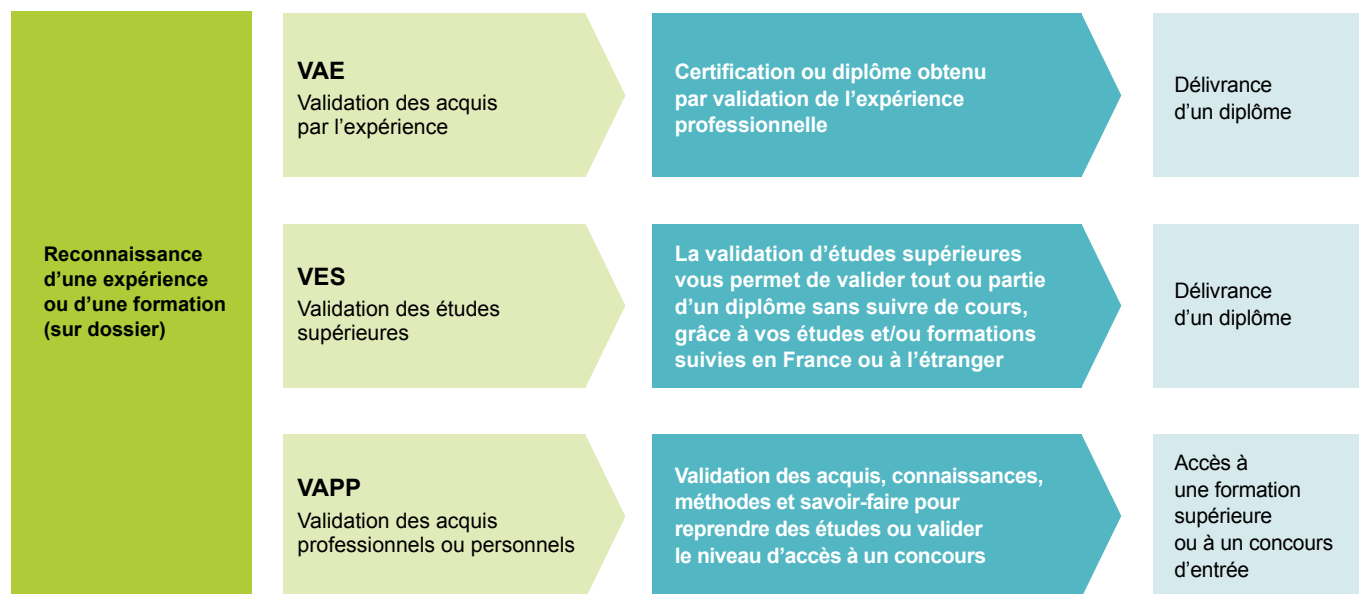 Reconnaissance
d’une expérience
ou d’une formation
(sur dossier)
VAE
Validation des acquis
par l’expérience
Certification ou diplôme obtenu
par validation de l’expérience
professionnelle
Délivrance
d’un diplôme
VES
Validation des études
supérieures
La validation d’études supérieures
vous permet de valider tout ou partie
d’un diplôme sans suivre de cours,
grâce à vos études et/ou formations
suivies en France ou à l’étranger
Délivrance
d’un diplôme
VAPP
Validation des acquis
professionnels ou personnels
Validation des acquis, connaissances,
méthodes et savoir-faire pour
reprendre des études ou valider
le niveau d’accès à un concours
Accès à
une formation
supérieure
ou à un concours
d’entrée